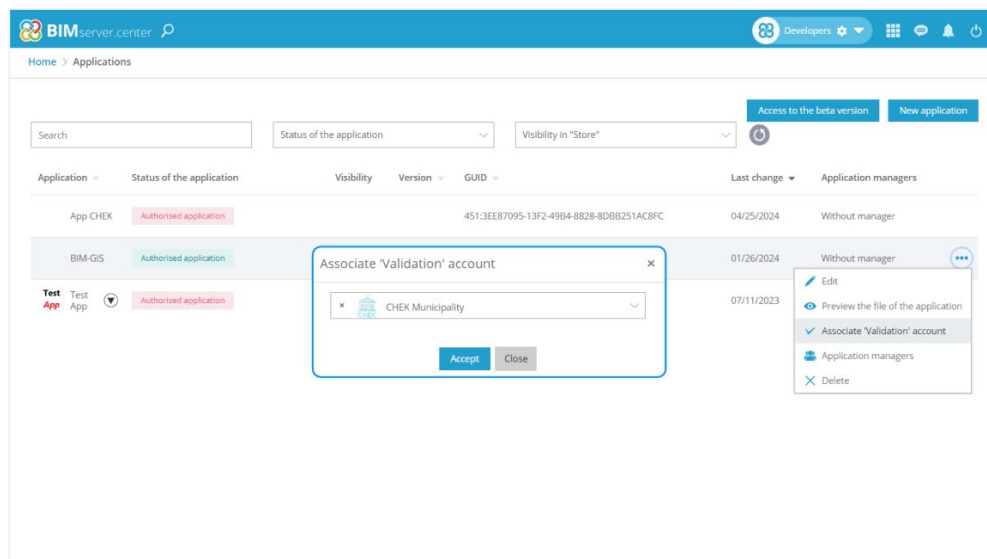 BIMserver.center
Developers
Home > Applications
Access to the beta version
New application
Search
Status of the application
Visibility in "Store"
Application
Status of the application
Visibility
Version
GUID
Last change
Application managers
App CHEK
Authorised application
451:3EE87095-13F2-49B4-8828-8DBB251AC8FC
04/25/2024
Without manager
BIM-GIS
Authorised application
01/26/2024
Without manager
Test App
Test App
Authorised application
07/11/2023
Associate 'Validation' account
×
× CHEK Municipality
Accept
Close
Edit
Preview the file of the application
Associate 'Validation' account
Application managers
Delete